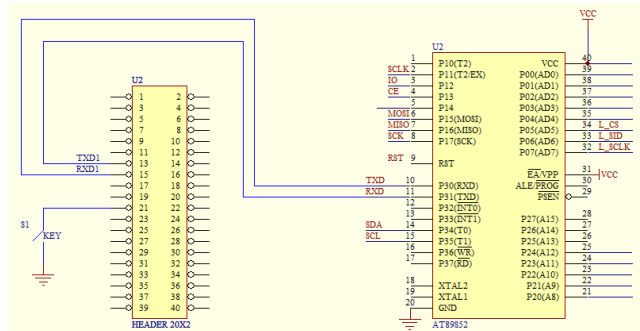 VCC
U2
1 P10(T2) VCC 40
SCLK 2 P11(T2/EX) P00(AD0) 39
IO 3 P12 P01(AD1) 38
CE 4 P13 P02(AD2) 37
5 P14 P03(AD3) 36
MOSI 6 P15(MOSI) P04(AD4) 35
MISO 7 P16(MISO) P05(AD5) 34 L_CS
SCK 8 P17(SCK) P06(AD6) 33 L_SID
P07(AD7) 32 L_SCLK
RST 9 RST
EA/VPP 31
TXD 10 P30(RXD) ALE/PROG 30 VCC
RXD 11 P31(TXD) PSEN 29
12 P32(INT0)
13 P33(INT1) P27(A15) 28
SDA 14 P34(T0) P26(A14) 27
SCL 15 P35(T1) P25(A13) 26
16 P36(WR) P24(A12) 25
17 P37(RD) P23(A11) 24
P22(A10) 23
18 XTAL2 P21(A9) 22
19 XTAL1 P20(A8) 21
20 GND
AT89S52
U2
1 2
3 4
5 6
7 8
9 10
11 12
TXD1 13 14
RXD1 15 16
17 18
19 20
21 22
23 24
25 26
27 28
29 30
31 32
33 34
35 36
37 38
39 40
HEADER 20X2
S1
KEY